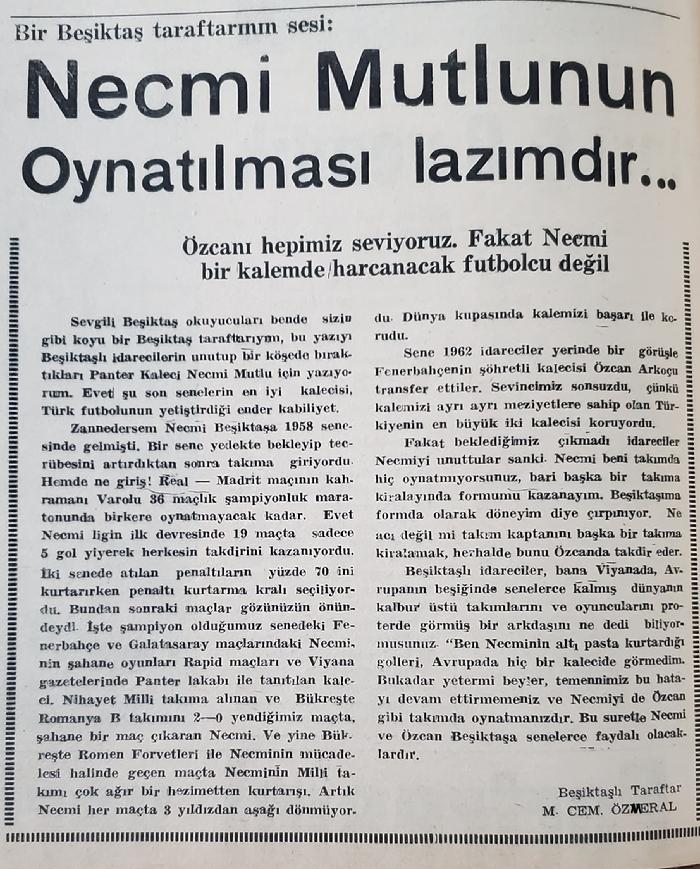 Bir Beşiktaş taraftarının sesi:
Necmi Mutlunun
Oynatılması lazımdır...
Özcanı hepimiz seviyoruz. Fakat Necmi
bir kalemde harcanacak futbolcu değil
Sevgili Beşiktaş okuyucuları bende sizin
gibi koyu bir Beşiktaş taraftarıyım, bu yazıyı
Beşiktaşlı idarecilerin unutup bir köşede bırak-
tıkları Panter Kaleci Necmi Mutlu için yazıyo-
rum. Evet şu son senelerin en iyi kalecisi,
Türk futbolunun yetiştirdiği ender kabiliyet.
Zannedersem Necmi Beşiktaşa 1958 sene-
sinde gelmişti. Bir sene yedekte bekleyip tec-
rübesini artırdıktan sonra takıma giriyordu.
Hemde ne giriş! Real — Madrit maçının kah-
ramanı Varolu 36 maçlık şampiyonluk mara-
tonunda birkere oynatmayacak kadar. Evet
Necmi ligin ilk devresinde 19 maçta sadece
5 gol yiyerek herkesin takdirini kazanıyordu.
İki senede atılan penaltıların yüzde 70 ini
kurtarırken penaltı kurtarma kralı seçiliyor-
du. Bundan sonraki maçlar gözünüzün önün-
deydi. İşte şampiyon olduğumuz senedeki Fe-
nerbahçe ve Galatasaray maçlarındaki Necmi-
nin şahane oyunları Rapid maçları ve Viyana
gazetelerinde Panter lakabı ile tanıtılan kale-
ci. Nihayet Milli takıma alınan ve Bükreşte
Romanya B takımını 2—0 yendiğimiz maçta,
şahane bir maç çıkaran Necmi. Ve yine Bük-
reşte Romen Forvetleri ile Necminin mücade-
lesi halinde geçen maçta Necminin Milli ta-
kımı çok ağır bir hezimetten kurtarışı. Artık
Necmi her maçta 3 yıldızdan aşağı dönmüyor-
du. Dünya kupasında kalemizi başarı ile ko-
rudu.
Sene 1962 idareciler yerinde bir görüşle
Fenerbahçenin şöhretli kalecisi Özcan Arkoçu
transfer ettiler. Sevincimiz sonsuzdu, çünkü
kalemizi ayrı ayrı meziyetlere sahip olan Tür-
kiyenin en büyük iki kalecisi koruyordu.
Fakat beklediğimiz çıkmadı idareciler
Necmiyi unuttular sanki. Necmi beni takımda
hiç oynatmıyorsunuz, bari başka bir takıma
kiralayında formumu kazanayım. Beşiktaşıma
formda olarak döneyim diye çırpınıyor. Ne
acı değil mi takım kaptanını başka bir takıma
kiralamak, herhalde bunu Özcanda takdir eder.
Beşiktaşlı idareciler, bana Viyanada, Av-
rupanın beşiğinde senelerce kalmış dünyanın
kalbur üstü takımlarını ve oyuncularını pro-
terde görmüş bir arkdaşını ne dedi biliyor-
musunuz. "Ben Necminin altı pasta kurtardığı
golleri, Avrupada hiç bir kalecide görmedim.
Bukadar yetermi beyler, temennimiz bu hata-
yı devam ettirmemeniz ve Necmiyi de Özcan
gibi takımda oynatmanızdır. Bu suretle Necmi
ve Özcan Beşiktaşa senelerce faydalı olacak-
lardır.
Beşiktaşlı Taraftar
M. CEM. ÖZMERAL